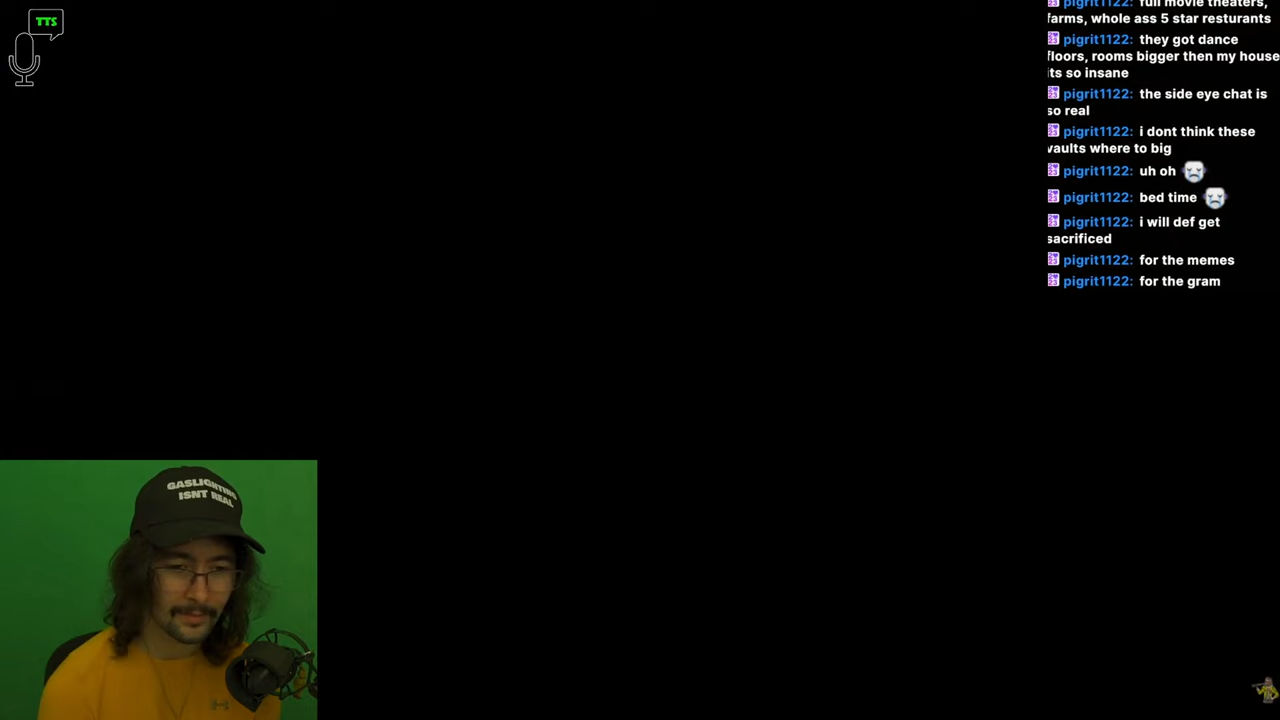 TTS
full movie theaters,
farms, whole ass 5 star resturants
pigrit1122: they got dance
floors, rooms bigger then my house
its so insane
pigrit1122: the side eye chat is
so real
pigrit1122: i dont think these
vaults where to big
pigrit1122: uh oh
pigrit1122: bed time
pigrit1122: i will def get
sacrificed
pigrit1122: for the memes
pigrit1122: for the gram
GASLIGHTING
ISNT REAL